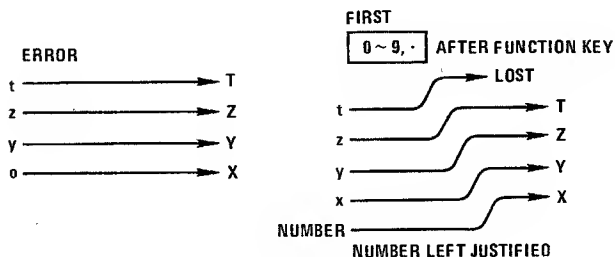 ERROR
t T
z Z
y Y
o X
FIRST
0 ~ 9, · AFTER FUNCTION KEY
LOST
t
z T
y Z
x Y
NUMBER X
NUMBER LEFT JUSTIFIED